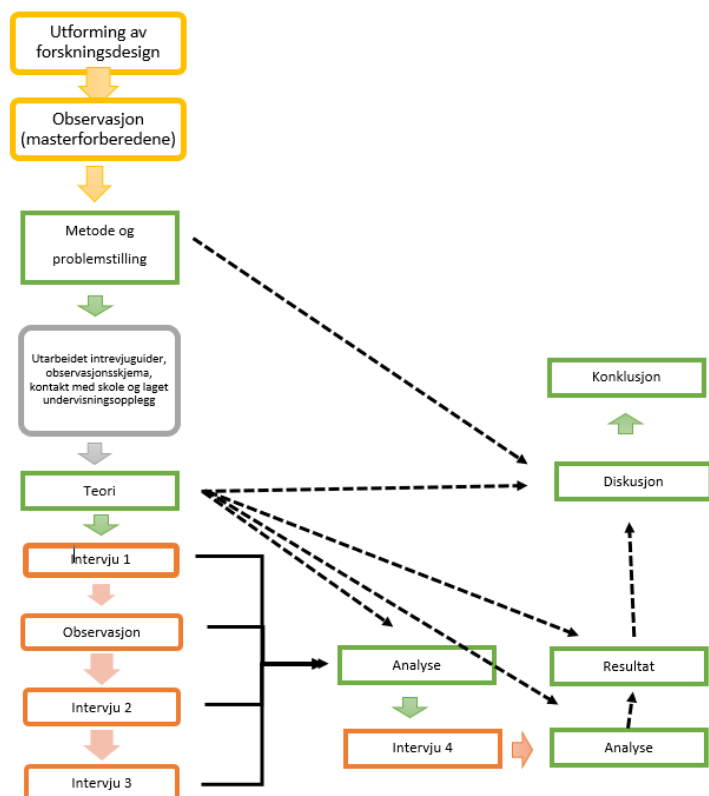 Utforming av
forskningsdesign
Observasjon
(masterforberedene)
Metode og
problemstilling
Utarbeidet intrevjuguider,
observasjonsskjema,
kontakt med skole og laget
undervisningsopplegg
Teori
Intervju 1
Observasjon
Intervju 2
Intervju 3
Analyse
Intervju 4
Analyse
Resultat
Diskusjon
Konklusjon